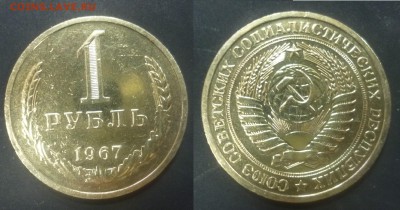 1
РУБЛЬ
1967
СОЮЗ СОВЕТСКИХ СОЦИАЛИСТИЧЕСКИХ РЕСПУБЛИК